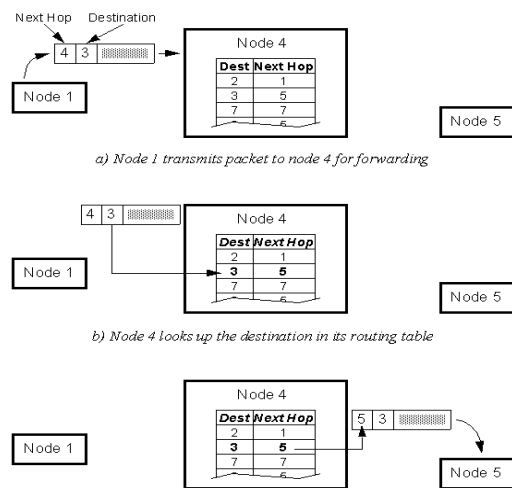 Next Hop Destination
4 3
Node 1
Node 4
Dest Next Hop
2 1
3 5
7 7
Node 5
a) Node 1 transmits packet to node 4 for forwarding
4 3
Node 1
Node 4
Dest Next Hop
2 1
3 5
7 7
Node 5
b) Node 4 looks up the destination in its routing table
Node 1
Node 4
Dest Next Hop
2 1
3 5
7 7
5 3
Node 5